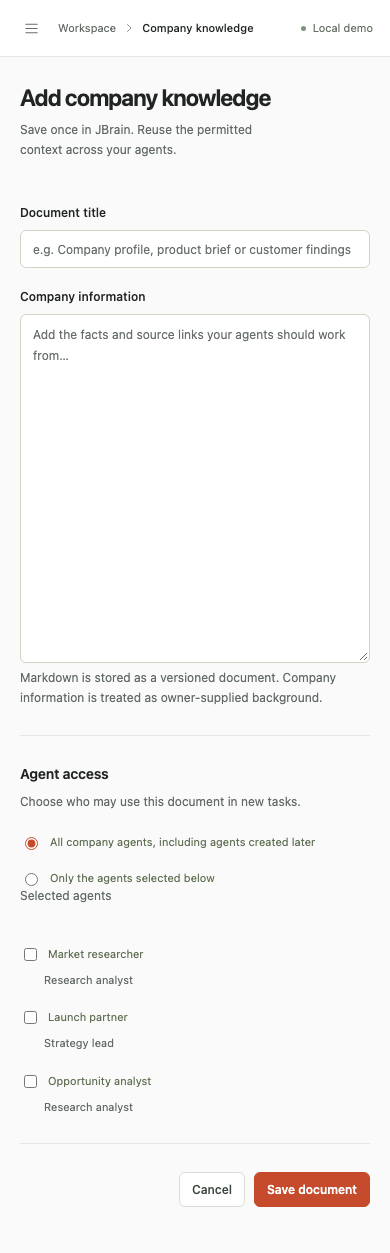 Workspace > Company knowledge
Local demo
Add company knowledge
Save once in JBrain. Reuse the permitted
context across your agents.
Document title
e.g. Company profile, product brief or customer findings
Company information
Add the facts and source links your agents should work
from…
Markdown is stored as a versioned document. Company
information is treated as owner-supplied background.
Agent access
Choose who may use this document in new tasks.
All company agents, including agents created later
Only the agents selected below
Selected agents
Market researcher
Research analyst
Launch partner
Strategy lead
Opportunity analyst
Research analyst
Cancel
Save document